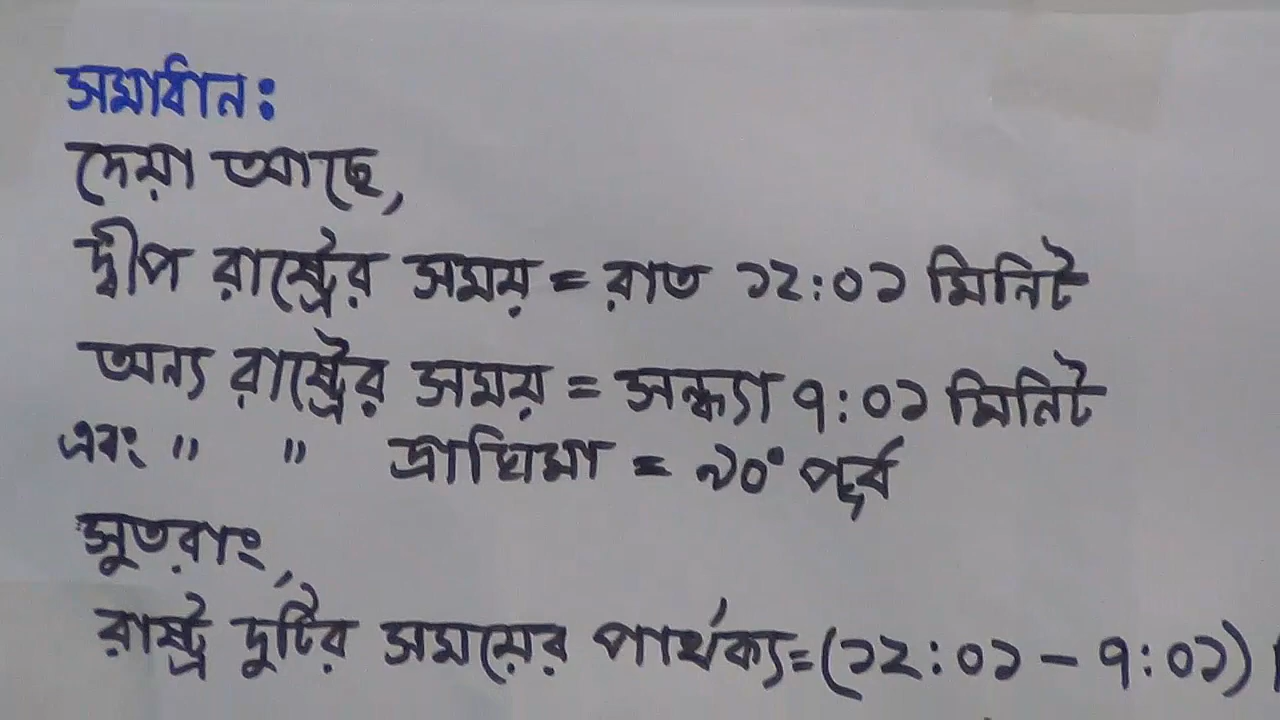 সমাধান:
দেয়া আছে,
দ্বীপ রাষ্ট্রের সময় = রাত ১২:০১ মিনিট
অন্য রাষ্ট্রের সময় = সন্ধ্যা ৭:০১ মিনিট
এবং " " দ্রাঘিমা = ৯০° পূর্ব
সুতরাং,
রাষ্ট্র দুটির সময়ের পার্থক্য=(১২:০১ - ৭:০১)